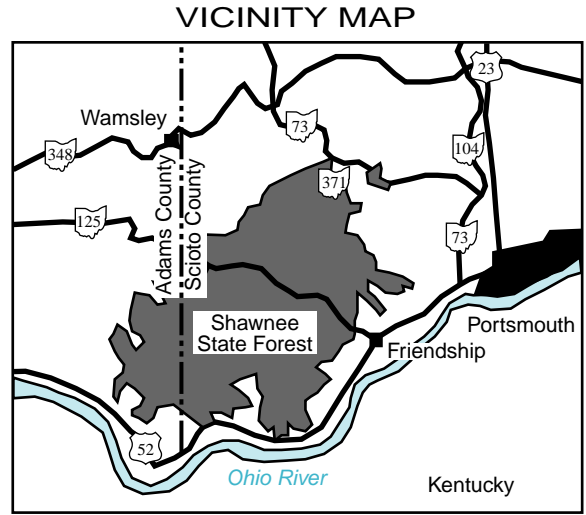 VICINITY MAP
23
Wamsley
73
348
104
371
Adams County
Scioto County
125
73
Shawnee
State Forest
Portsmouth
Friendship
52
Ohio River
Kentucky